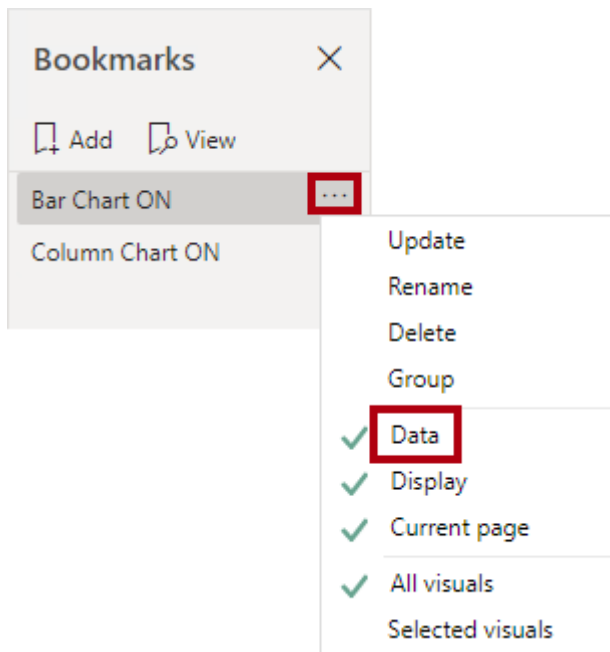 Bookmarks
Add View
Bar Chart ON ...
Column Chart ON
Update
Rename
Delete
Group
Data
Display
Current page
All visuals
Selected visuals